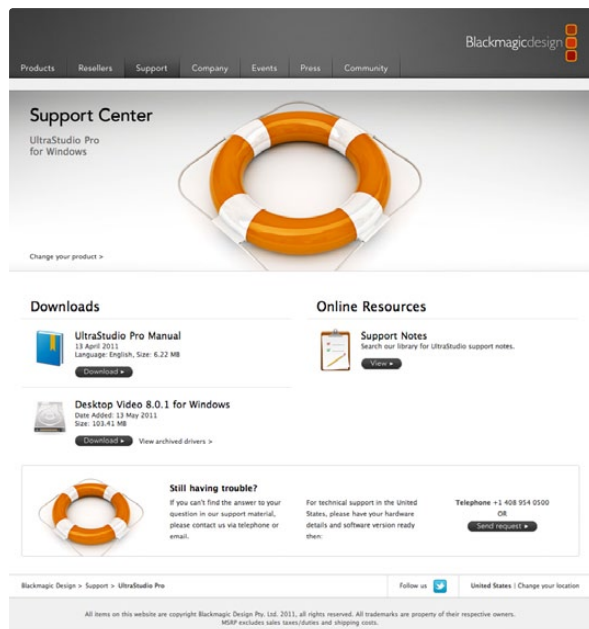 Blackmagicdesign
Products Resellers Support Company Events Press Community
Support Center
UltraStudio Pro
for Windows
Change your product >
Downloads
UltraStudio Pro Manual
13 April 2011
Language: English, Size: 6.22 MB
Download
Desktop Video 8.0.1 for Windows
Date Added: 13 May 2011
Size: 103.41 MB
Download View archived drivers >
Online Resources
Support Notes
Search our library for UltraStudio support notes.
View
Still having trouble?
If you can't find the answer to your
question in our support material,
please contact us via telephone or
email.
For technical support in the United
States, please have your hardware
details and software version ready
then:
Telephone +1 408 954 0500
OR
Send request
Blackmagic Design > Support > UltraStudio Pro
Follow us
United States | Change your location
All items on this website are copyright Blackmagic Design Pty. Ltd. 2011, all rights reserved. All trademarks are property of their respective owners.
MSRP excludes sales taxes/duties and shipping costs.